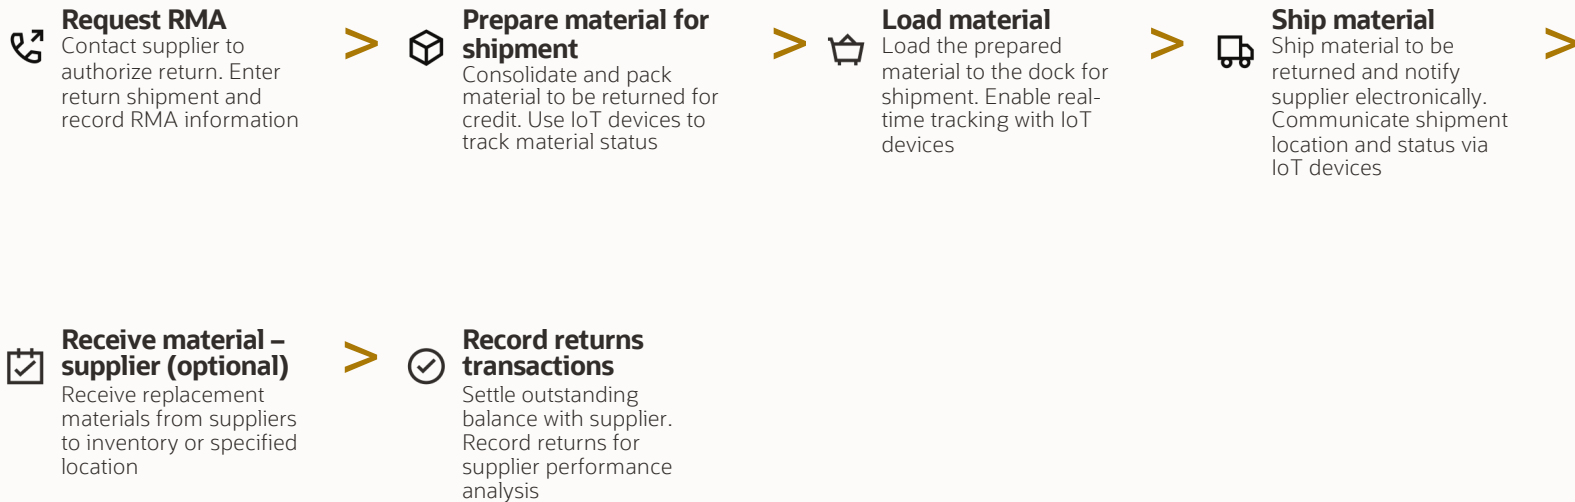 Request RMA
Contact supplier to
authorize return. Enter
return shipment and
record RMA information
>
Prepare material for
shipment
Consolidate and pack
material to be returned for
credit. Use IoT devices to
track material status
>
Load material
Load the prepared
material to the dock for
shipment. Enable real-
time tracking with IoT
devices
>
Ship material
Ship material to be
returned and notify
supplier electronically.
Communicate shipment
location and status via
IoT devices
>
Receive material –
supplier (optional)
Receive replacement
materials from suppliers
to inventory or specified
location
>
Record returns
transactions
Settle outstanding
balance with supplier.
Record returns for
supplier performance
analysis